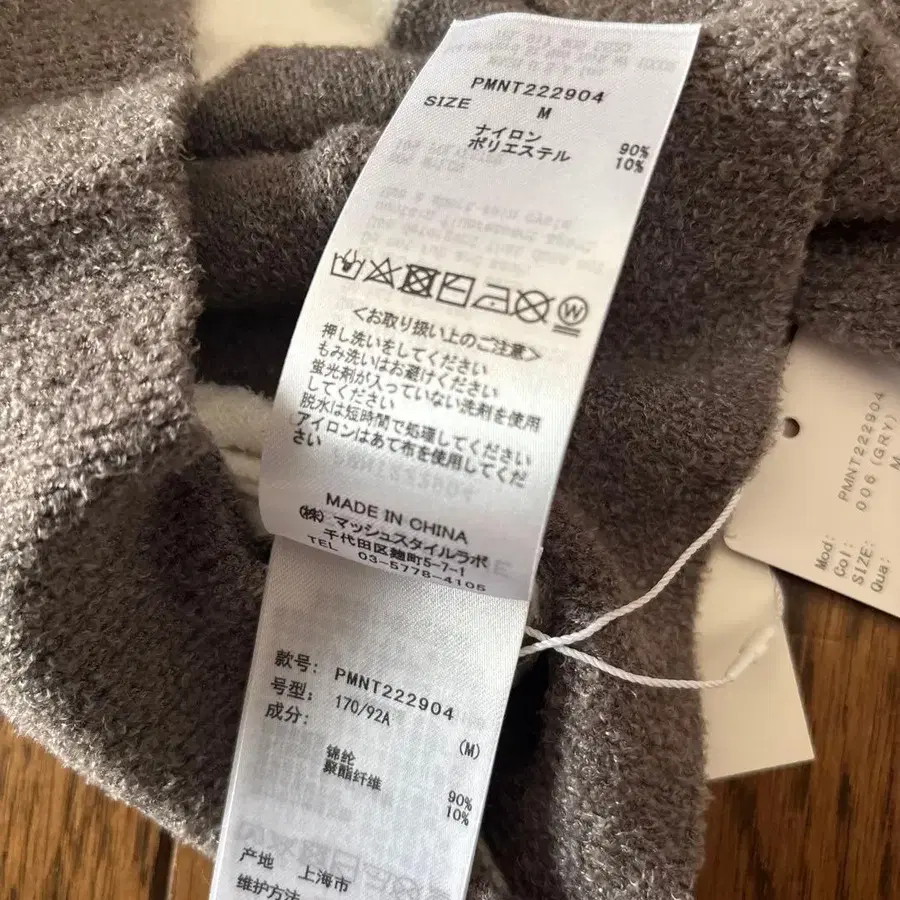 PMNT222904
SIZE M
ナイロン 90%
ポリエステル 10%
W
<お取り扱い上のご注意>
押し洗いをしてください
もみ洗いはお避けください
蛍光剤が入っていない洗剤を使用
してください
脱水は短時間で処理してください
アイロンはあて布を使用してくだ
さい
MADE IN CHINA
(株) マッシュスタイルラボ
千代田区麹町5-7-1
TEL 03-5778-4105
款号: PMNT222904
号型: 170/92A (M)
成分:
锦纶 90%
聚酯纤维 10%
产地 上海市
维护方法
Mod: PMNT222904
Col: 006 (GRY)
SIZE: M
Qua: